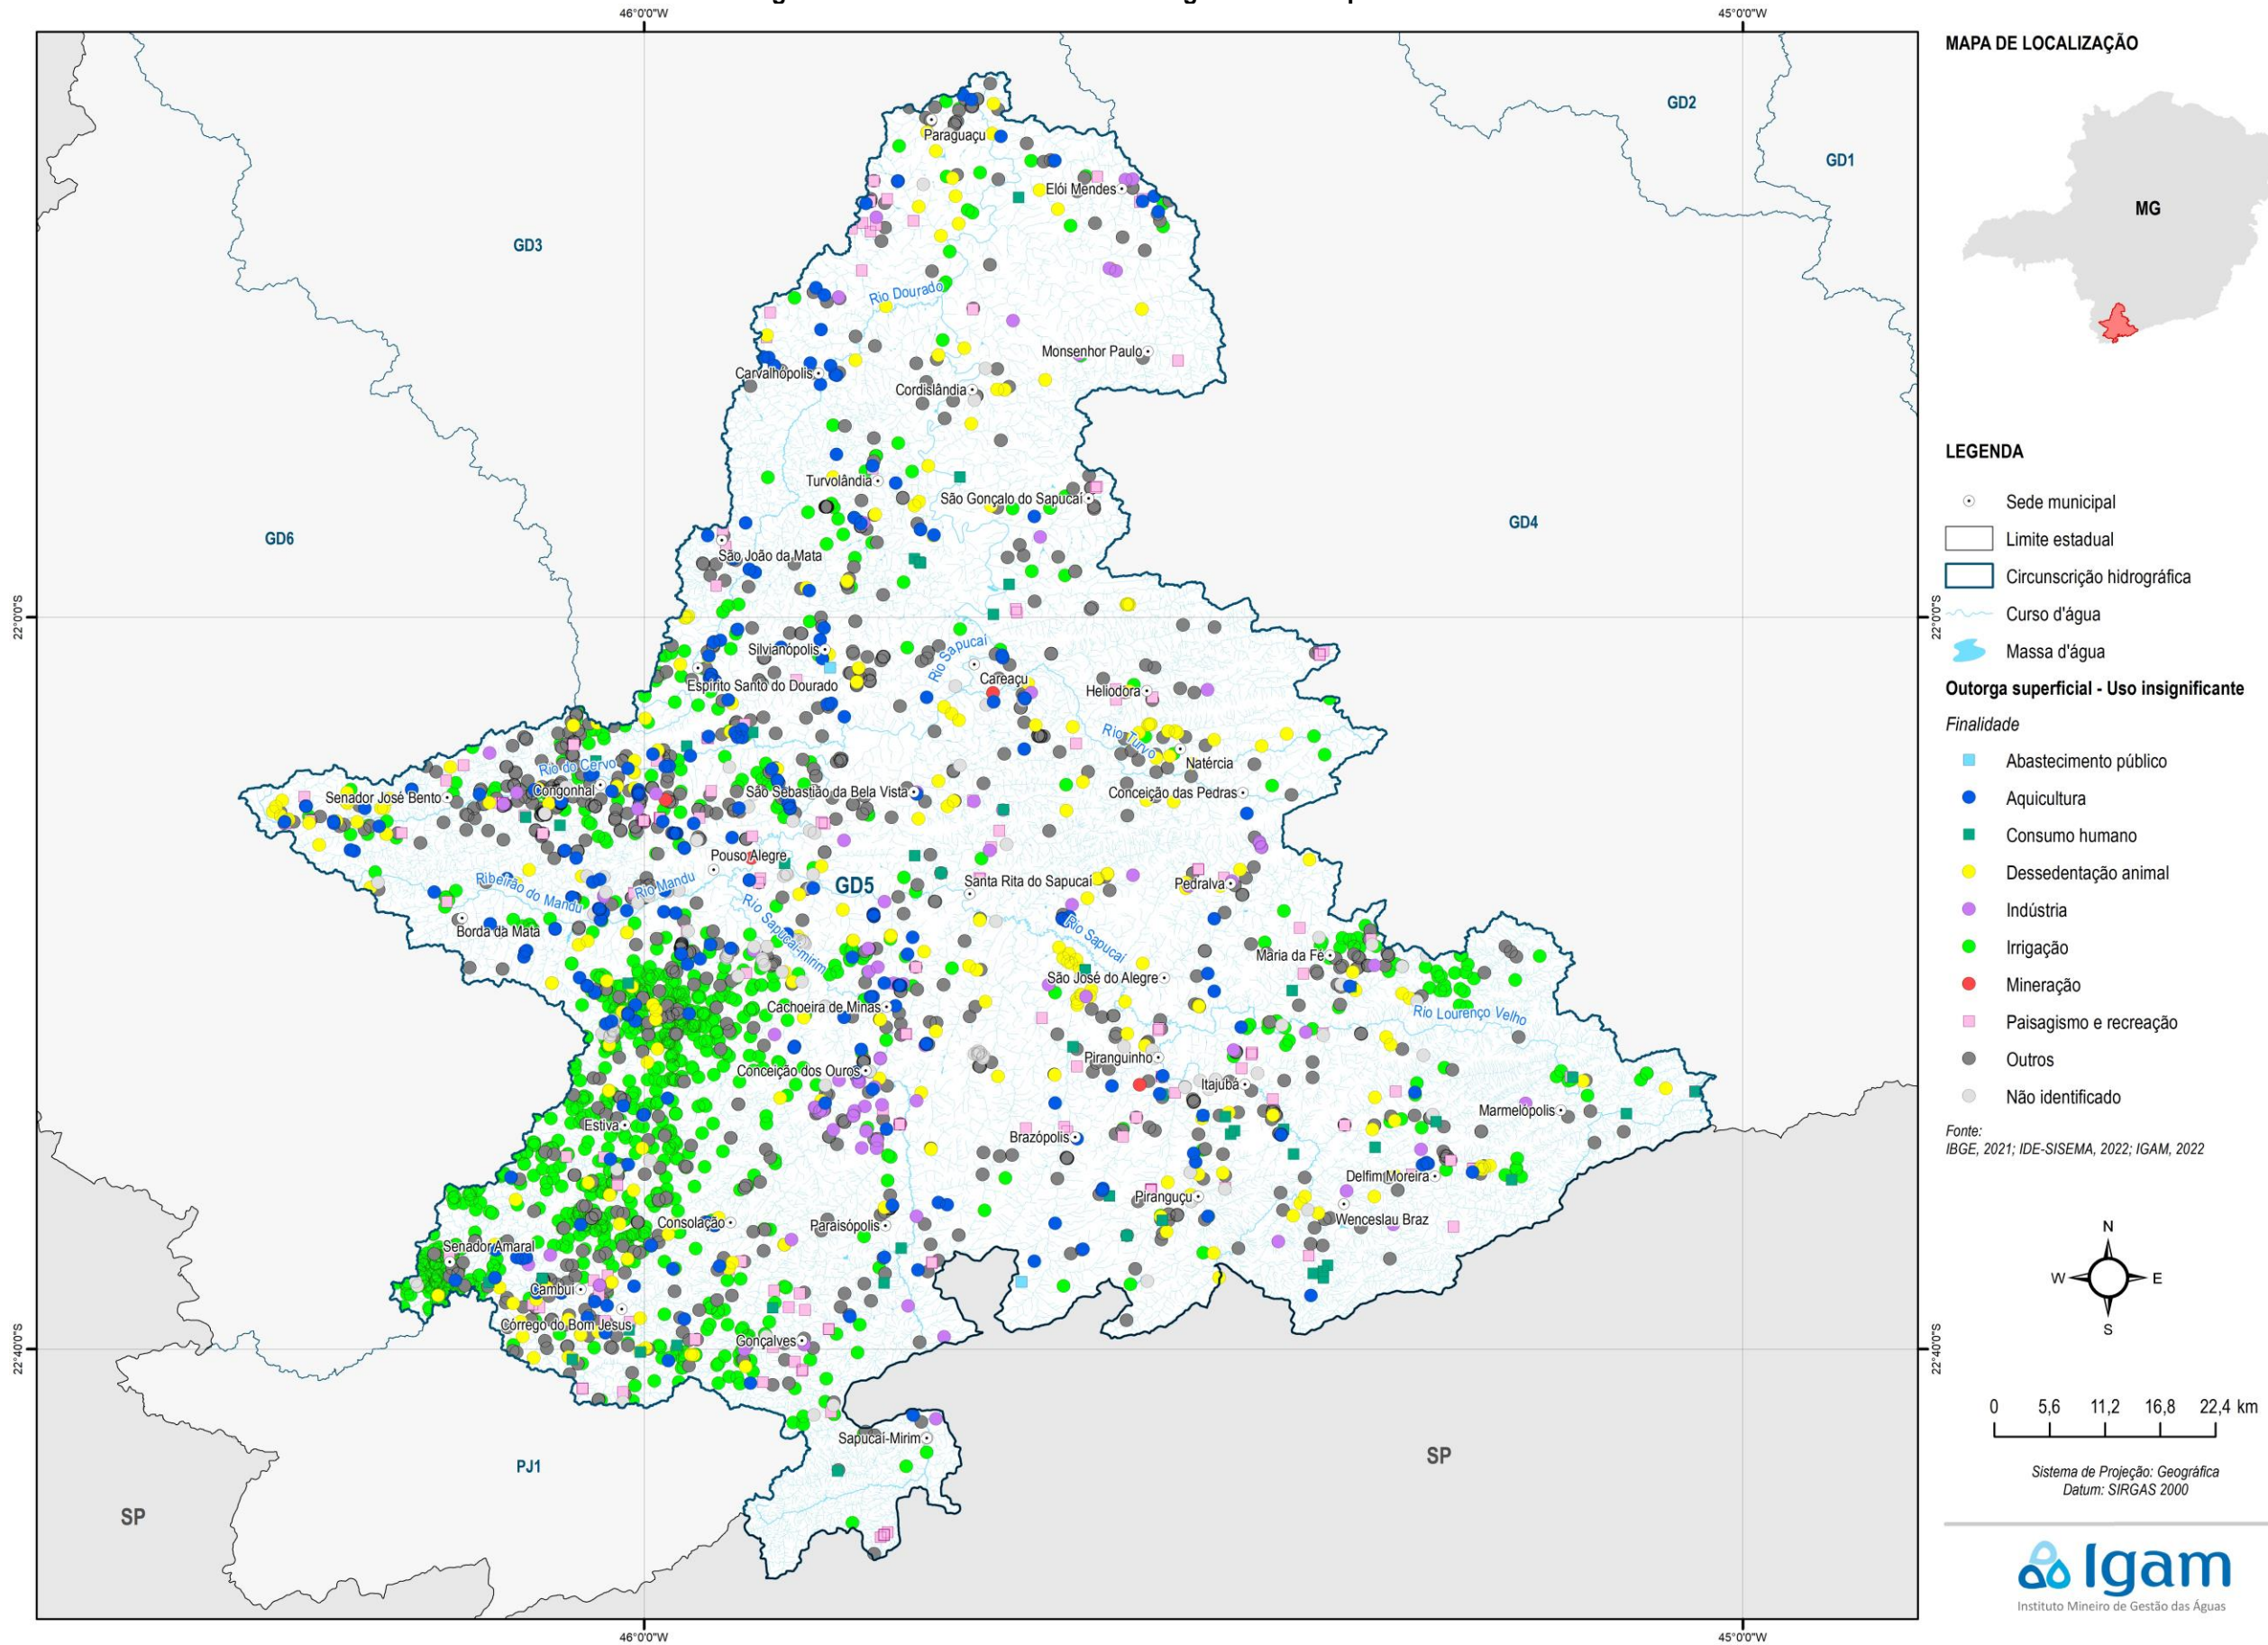 46°0'0"W
45°0'0"W
MAPA DE LOCALIZAÇÃO
GD2
GD1
Paraguaçu
Elói Mendes
MG
GD3
Rio Dourado
Monsenhor Paulo
Carvalhópolis
Cordislândia
LEGENDA
Turvolândia
São Gonçalo do Sapucaí
Sede municipal
GD4
GD6
Limite estadual
São João da Mata
Circunscrição hidrográfica
22°0'0"S
22°0'0"S
Curso d'água
Silvianópolis
Rio Sapucaí
Massa d'água
Espírito Santo do Dourado
Careaçu
Heliodora
Outorga superficial - Uso insignificante
Finalidade
Rio Turvo
Natércia
Abastecimento público
Rio do Cervo
Congonhal
Senador José Bento
São Sebastião da Bela Vista
Conceição das Pedras
Aquicultura
Consumo humano
Pouso Alegre
Ribeirão do Mandu
Rio Mandu
GD5
Santa Rita do Sapucaí
Pedralva
Dessedentação animal
Indústria
Borda da Mata
Rio Sapucaí-mirim
Rio Sapucaí
Irrigação
Maria da Fé
São José do Alegre
Mineração
Cachoeira de Minas
Rio Lourenço Velho
Paisagismo e recreação
Piranguinho
Outros
Conceição dos Ouros
Itajubá
Não identificado
Marmelópolis
Estiva
Brazópolis
Fonte:
IBGE, 2021; IDE-SISEMA, 2022; IGAM, 2022
Delfim Moreira
Piranguçu
Consolação
Paraisópolis
Wenceslau Braz
N
Senador Amaral
W
E
Cambuí
S
Córrego do Bom Jesus
Gonçalves
22°40'0"S
22°40'0"S
0 5,6 11,2 16,8 22,4 km
Sapucaí-Mirim
PJ1
SP
Sistema de Projeção: Geográfica
Datum: SIRGAS 2000
SP
Igam
Instituto Mineiro de Gestão das Águas
46°0'0"W
45°0'0"W